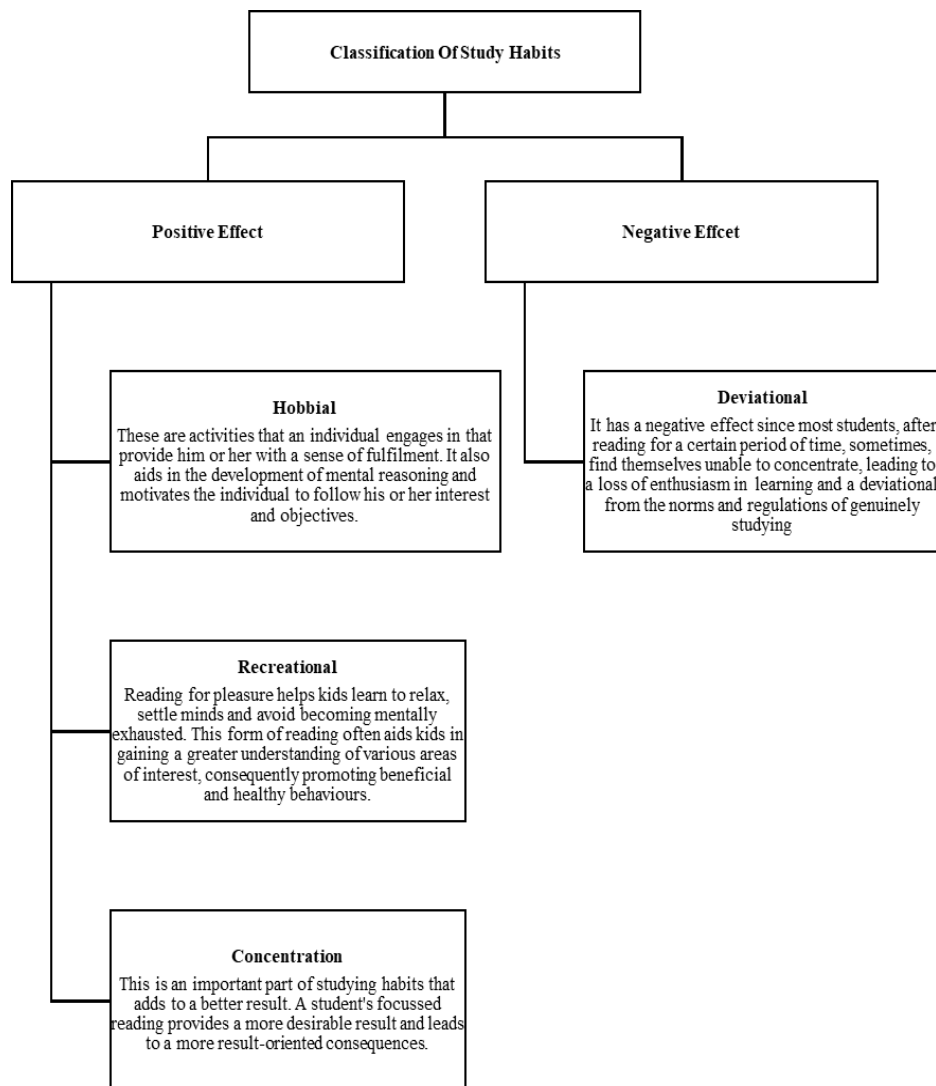 Classification Of Study Habits
Positive Effect
Negative Effcet
Hobbial
These are activities that an individual engages in that
provide him or her with a sense of fulfilment. It also
aids in the development of mental reasoning and
motivates the individual to follow his or her interest
and objectives.
Deviational
It has a negative effect since most students, after
reading for a certain period of time, sometimes,
find themselves unable to concentrate, leading to
a loss of enthusiasm in learning and a deviational
from the norms and regulations of genuinely
studying
Recreational
Reading for pleasure helps kids learn to relax,
settle minds and avoid becoming mentally
exhausted. This form of reading often aids kids in
gaining a greater understanding of various areas
of interest, consequently promoting beneficial
and healthy behaviours.
Concentration
This is an important part of studying habits that
adds to a better result. A student's focussed
reading provides a more desirable result and leads
to a more result-oriented consequences.